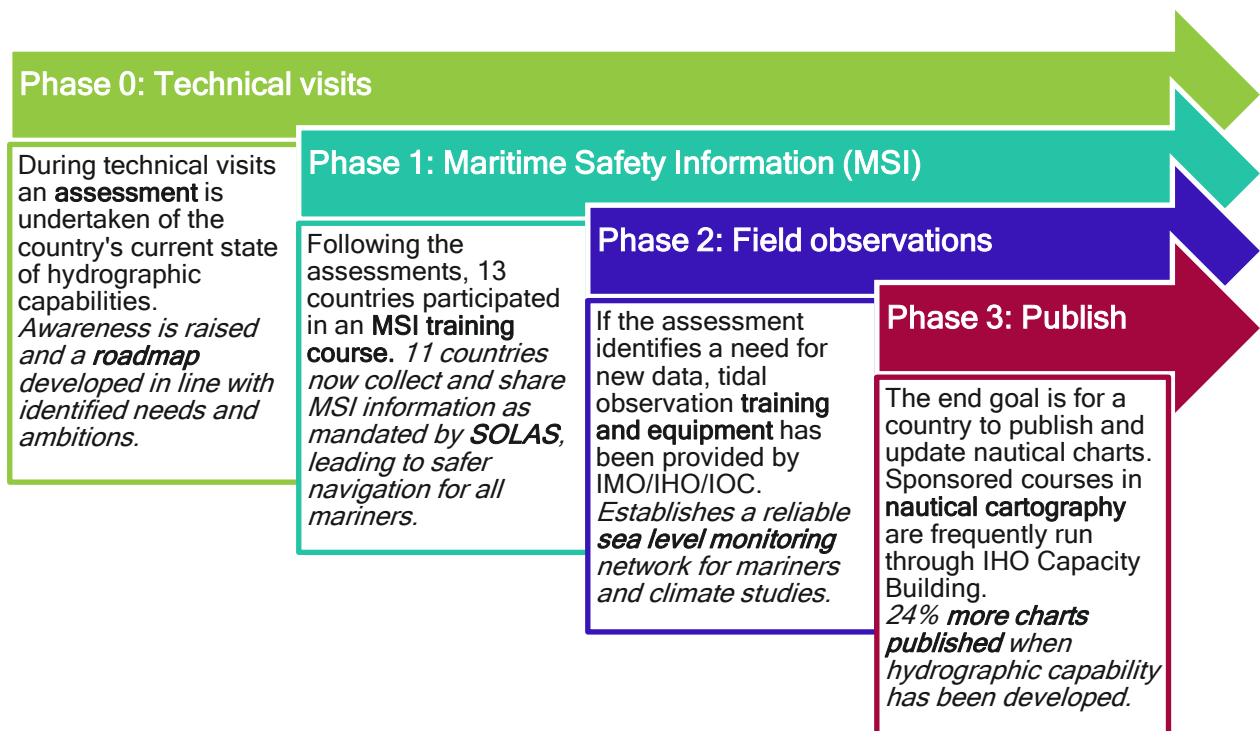 Phase 0: Technical visits
During technical visits
an assessment is
undertaken of the
country's current state
of hydrographic
capabilities.
Awareness is raised
and a roadmap
developed in line with
identified needs and
ambitions.
Phase 1: Maritime Safety Information (MSI)
Following the
assessments, 13
countries participated
in an MSI training
course. 11 countries
now collect and share
MSI information as
mandated by SOLAS,
leading to safer
navigation for all
mariners.
Phase 2: Field observations
If the assessment
identifies a need for
new data, tidal
observation training
and equipment has
been provided by
IMO/IHO/IOC.
Establishes a reliable
sea level monitoring
network for mariners
and climate studies.
Phase 3: Publish
The end goal is for a
country to publish and
update nautical charts.
Sponsored courses in
nautical cartography
are frequently run
through IHO Capacity
Building.
24% more charts
published when
hydrographic capability
has been developed.